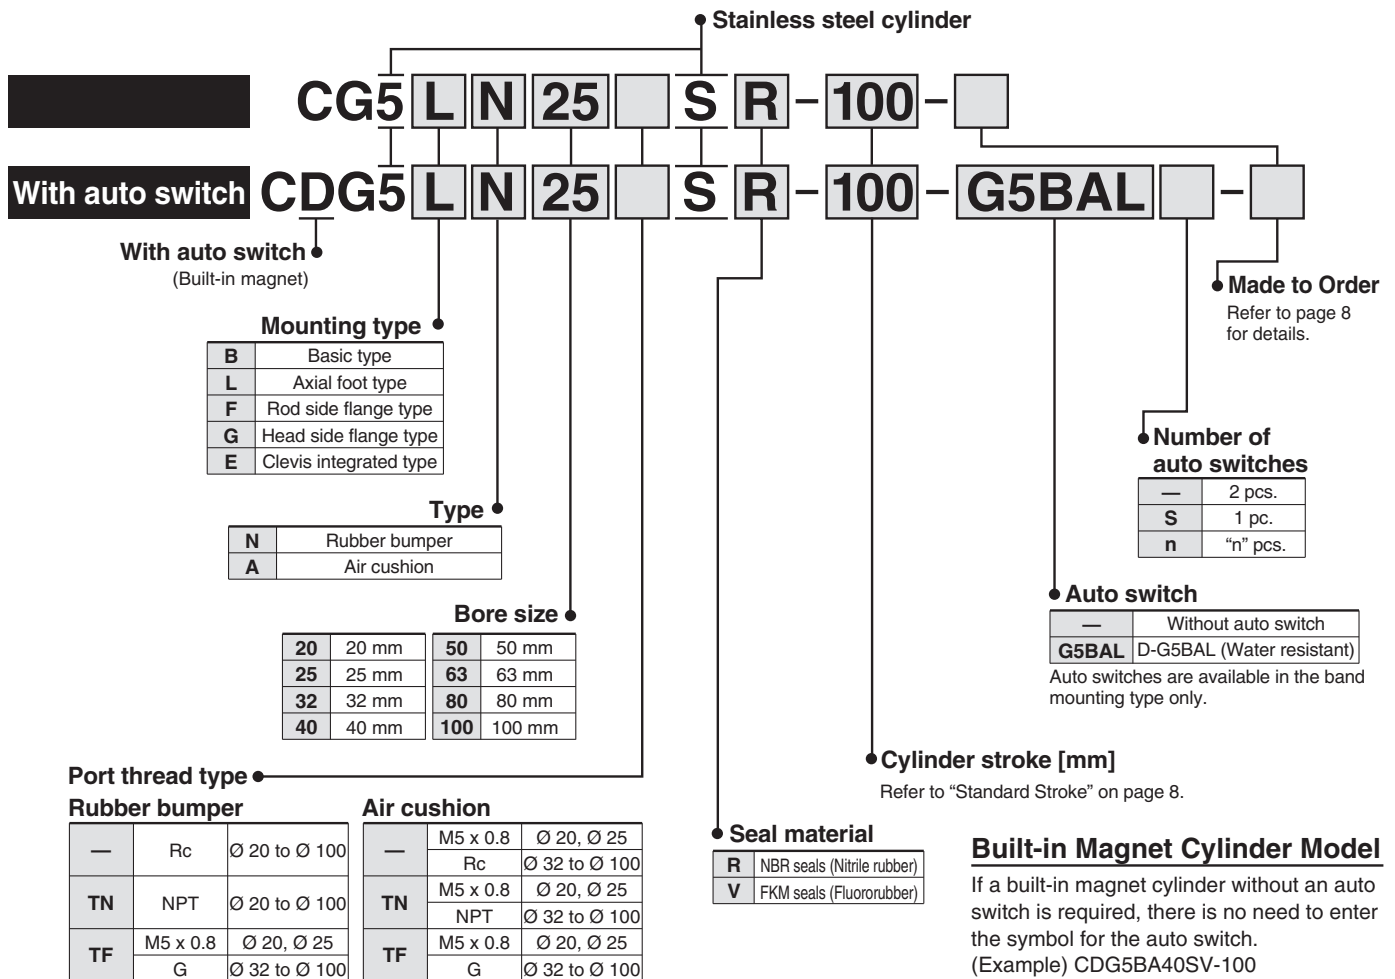 Stainless steel cylinder
CG5 L N 25 S R – 100 –
With auto switch CDG5 L N 25 S R – 100 – G5BAL –
With auto switch
(Built-in magnet)
Made to Order
Refer to page 8
for details.
Mounting type
B Basic type
L Axial foot type
F Rod side flange type
G Head side flange type
E Clevis integrated type
Number of
auto switches
— 2 pcs.
S 1 pc.
n “n” pcs.
Type
N Rubber bumper
A Air cushion
Auto switch
— Without auto switch
G5BAL D-G5BAL (Water resistant)
Auto switches are available in the band
mounting type only.
Bore size
20 20 mm 50 50 mm
25 25 mm 63 63 mm
32 32 mm 80 80 mm
40 40 mm 100 100 mm
Cylinder stroke [mm]
Refer to “Standard Stroke” on page 8.
Port thread type
Rubber bumper
— Rc Ø 20 to Ø 100
TN NPT Ø 20 to Ø 100
TF M5 x 0.8 Ø 20, Ø 25
G Ø 32 to Ø 100
Air cushion
— M5 x 0.8 Ø 20, Ø 25
Rc Ø 32 to Ø 100
TN M5 x 0.8 Ø 20, Ø 25
NPT Ø 32 to Ø 100
TF M5 x 0.8 Ø 20, Ø 25
G Ø 32 to Ø 100
Seal material
R NBR seals (Nitrile rubber)
V FKM seals (Fluororubber)
Built-in Magnet Cylinder Model
If a built-in magnet cylinder without an auto
switch is required, there is no need to enter
the symbol for the auto switch.
(Example) CDG5BA40SV-100